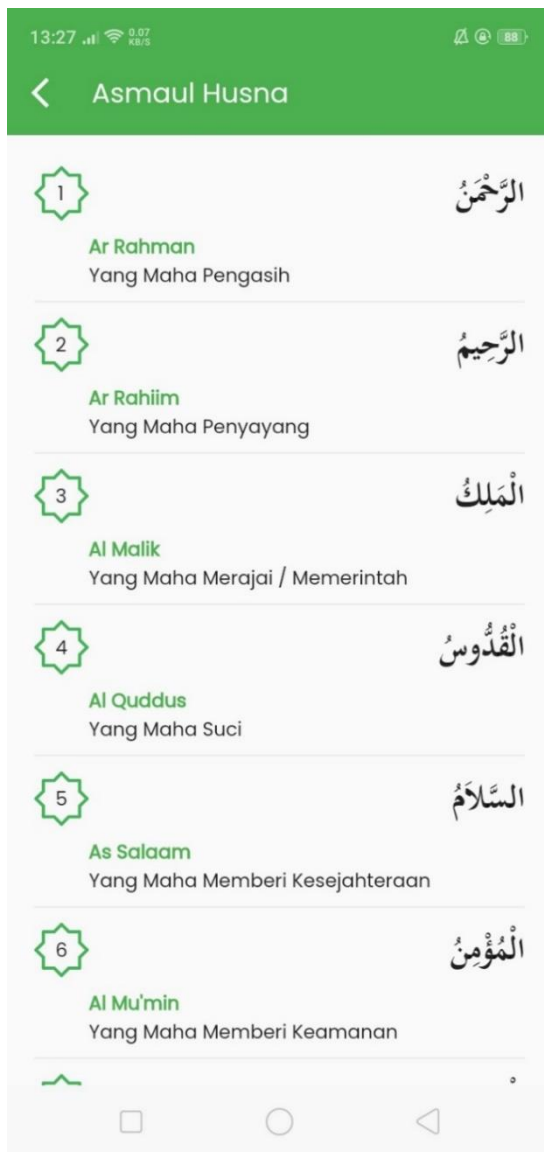 13:27 0.07 KB/S 88
Asmaul Husna
1 الرَّحْمَنُ
Ar Rahman
Yang Maha Pengasih
2 الرَّحِيمُ
Ar Rahiim
Yang Maha Penyayang
3 الْمَلِكُ
Al Malik
Yang Maha Merajai / Memerintah
4 الْقُدُّوسُ
Al Quddus
Yang Maha Suci
5 السَّلاَمُ
As Salaam
Yang Maha Memberi Kesejahteraan
6 الْمُؤْمِنُ
Al Mu'min
Yang Maha Memberi Keamanan